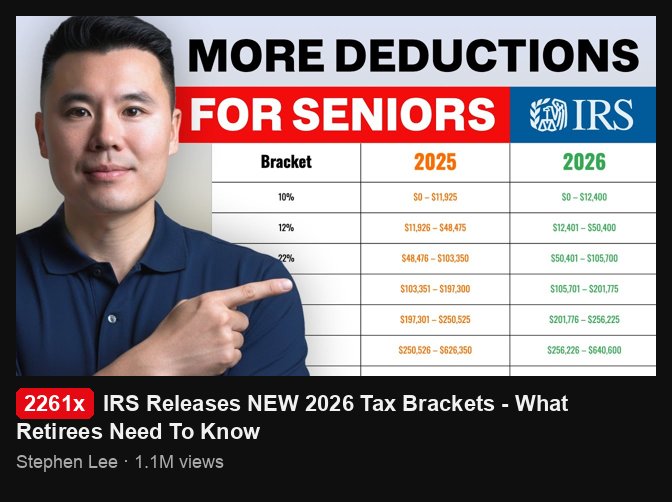 MORE DEDUCTIONS
FOR SENIORS
IRS
Bracket 2025 2026
10% $0 – $11,925 $0 – $12,400
12% $11,926 – $48,475 $12,401 – $50,400
22% $48,476 – $103,350 $50,401 – $105,700
$103,351 – $197,300 $105,701 – $201,775
$197,301 – $250,525 $201,776 – $256,225
$250,526 – $626,350 $256,226 – $640,600
2261x IRS Releases NEW 2026 Tax Brackets - What
Retirees Need To Know
Stephen Lee · 1.1M views